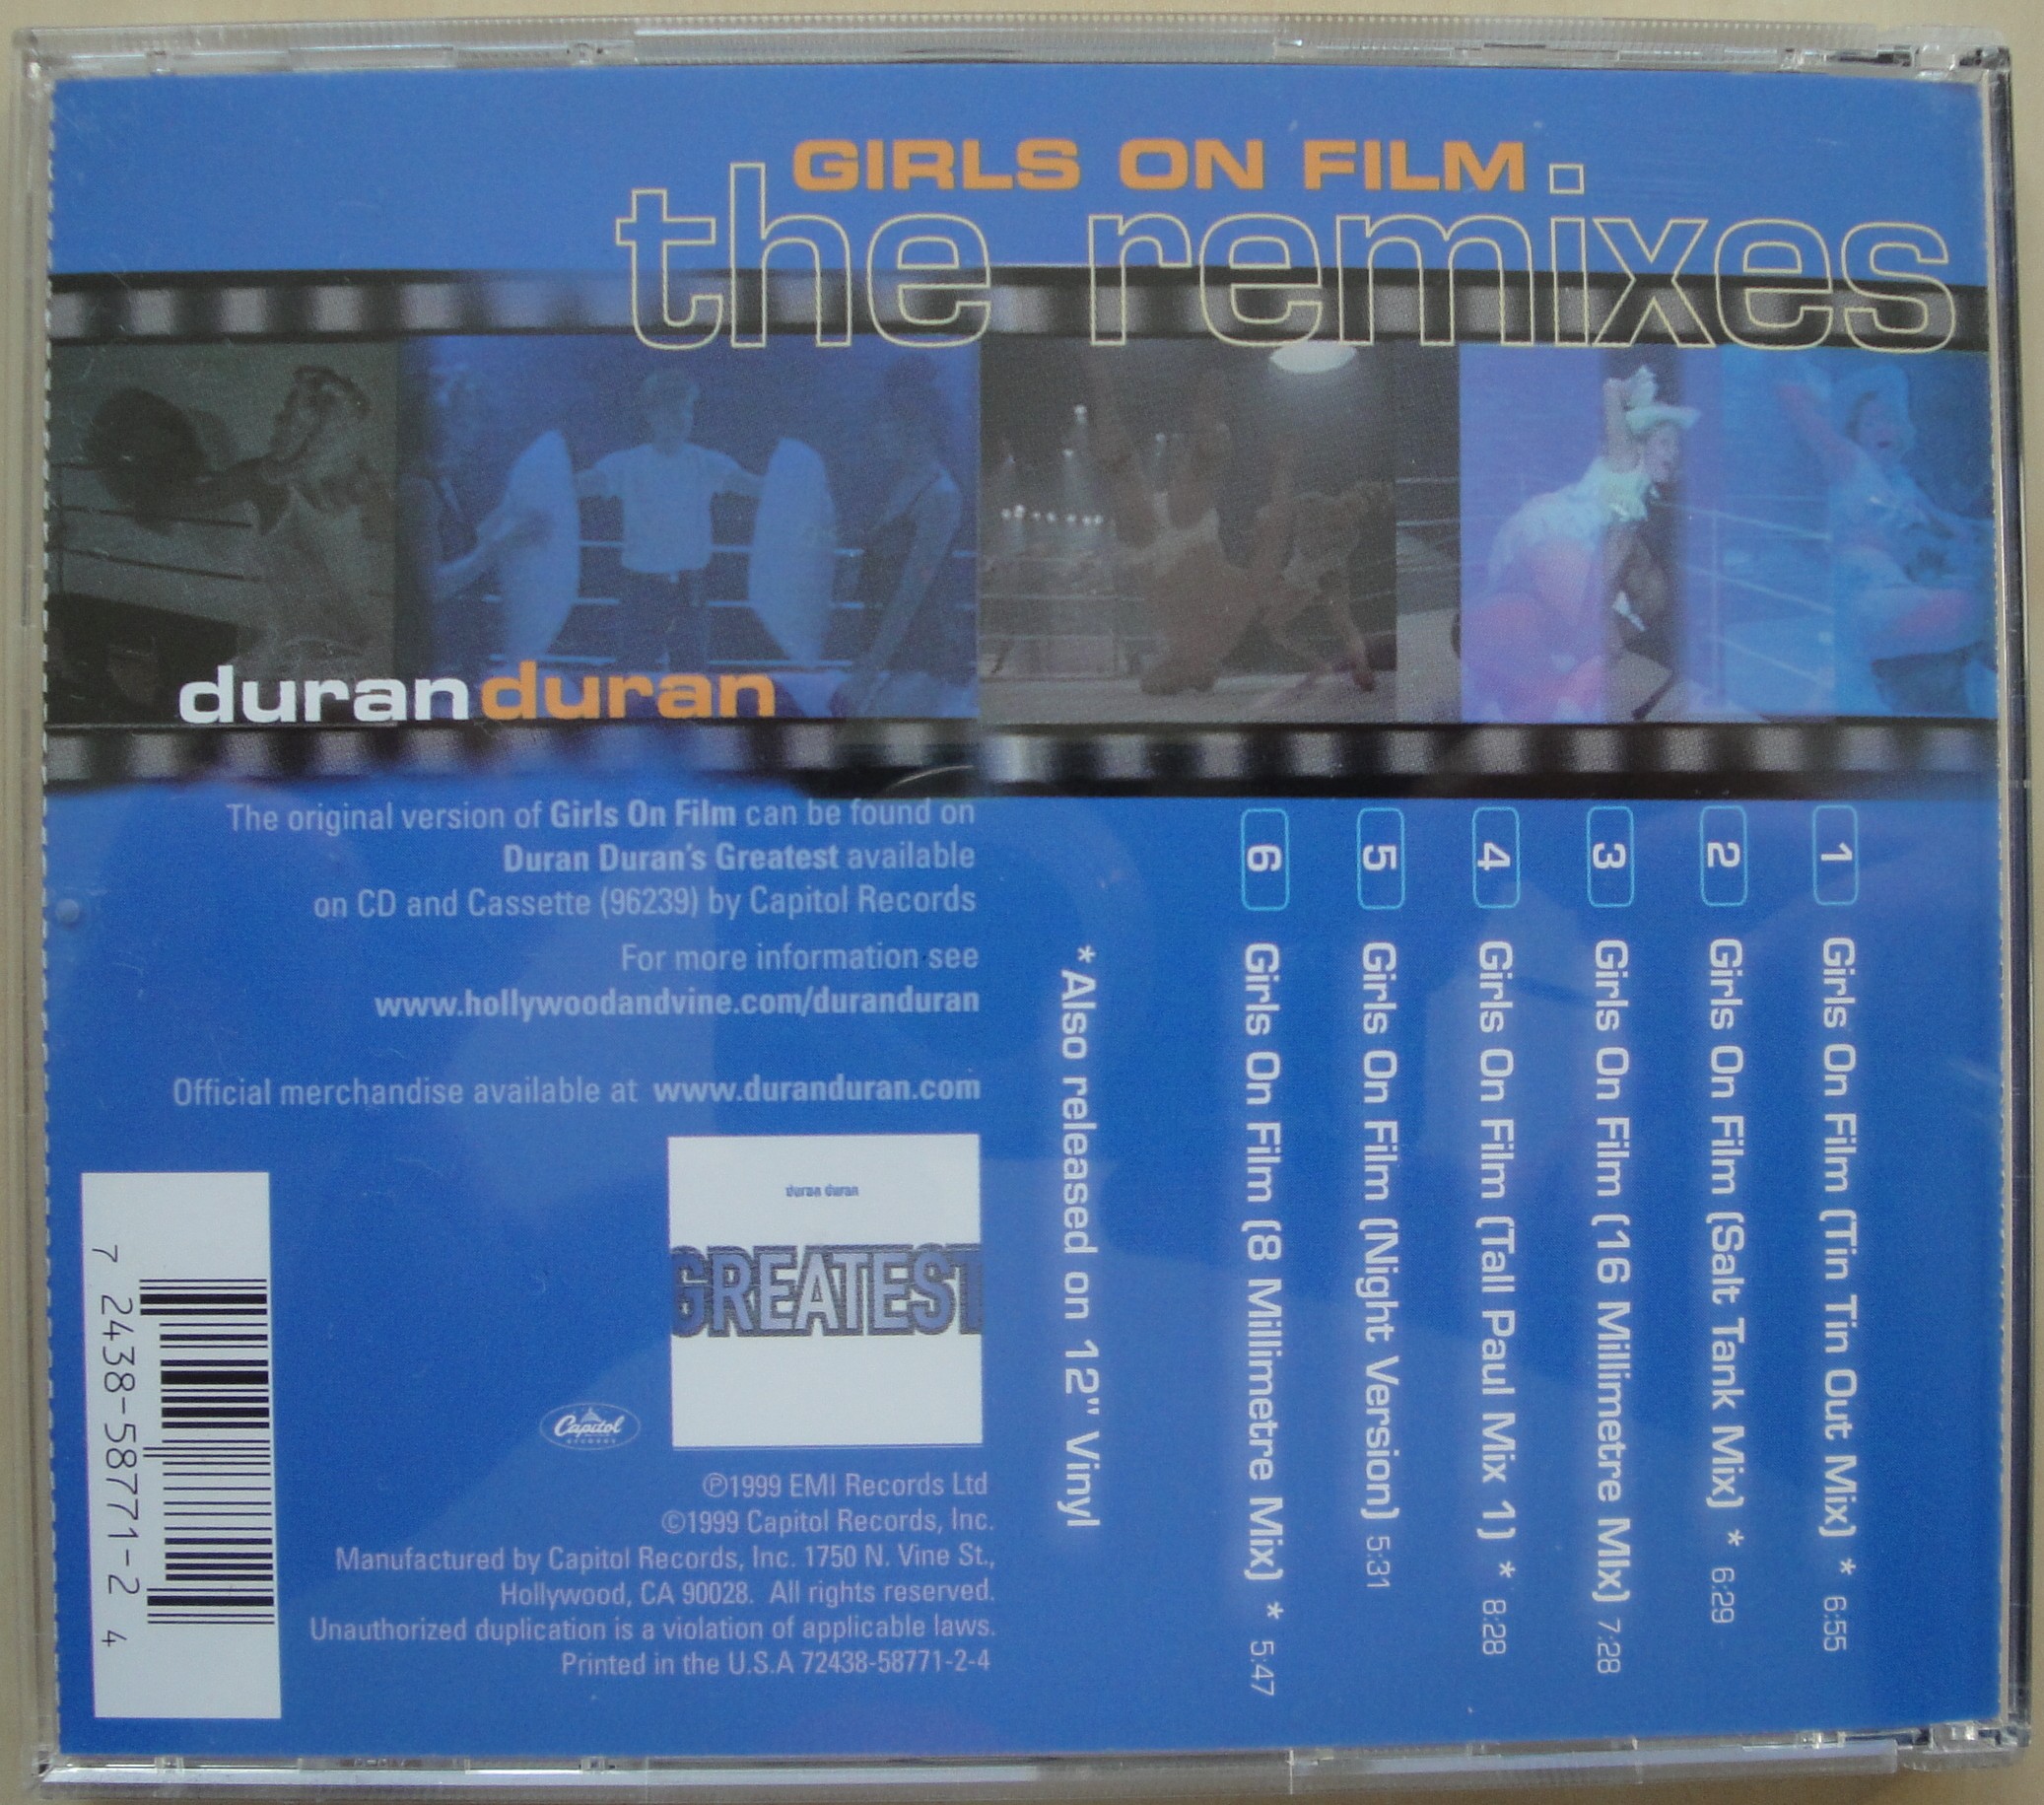 GIRLS ON FILM
the remixes
duranduran
The original version of Girls On Film can be found on
Duran Duran's Greatest available
on CD and Cassette (96239) by Capitol Records
For more information see
www.hollywoodandvine.com/duranduran
Official merchandise available at www.duranduran.com
duran duran
GREATEST
Capitol
RECORDS
℗1999 EMI Records Ltd
©1999 Capitol Records, Inc.
Manufactured by Capitol Records, Inc. 1750 N. Vine St.,
Hollywood, CA 90028. All rights reserved.
Unauthorized duplication is a violation of applicable laws.
Printed in the U.S.A 72438-58771-2-4
7 2438-58771-2 4
1 Girls On Film (Tin Tin Out Mix) * 6:55
2 Girls On Film (Salt Tank Mix) * 6:29
3 Girls On Film (16 Millimetre MIx) 7:28
4 Girls On Film (Tall Paul Mix 1) * 8:28
5 Girls On Film (Night Version) 5:31
6 Girls On Film (8 Millimetre Mix) * 5:47
*Also released on 12" Vinyl